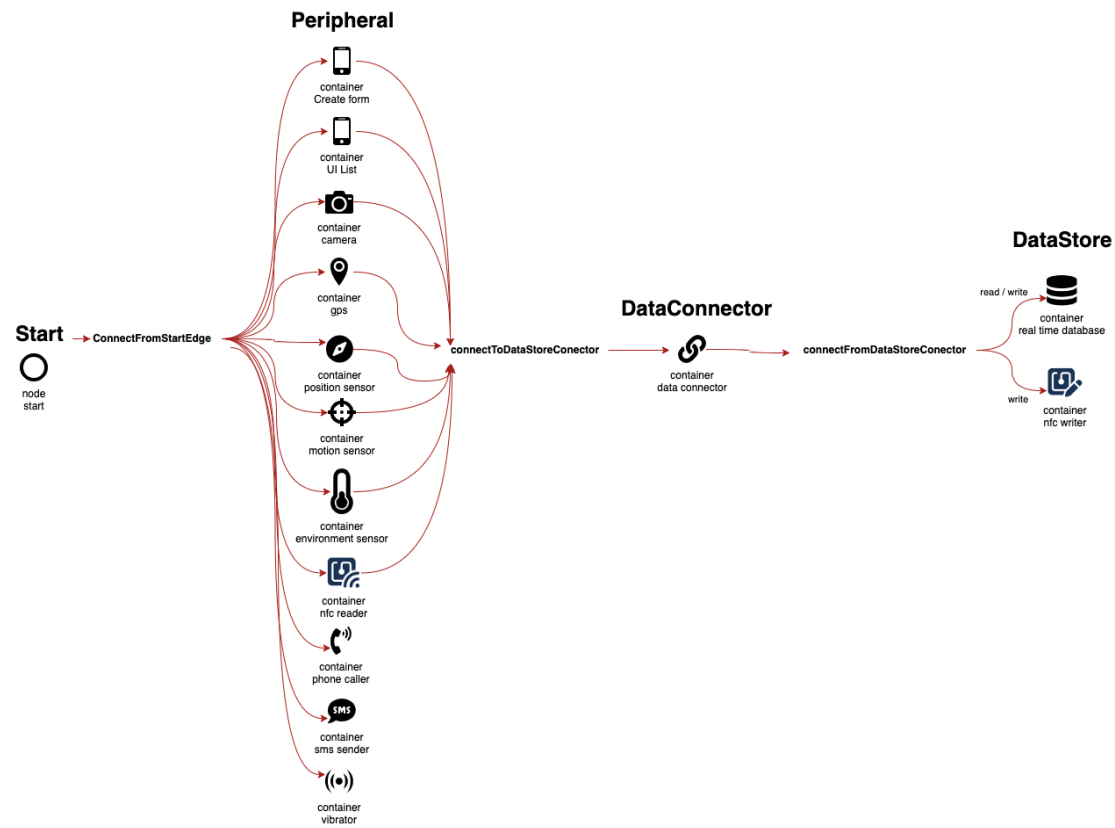 Peripheral
container
Create form
container
UI List
container
camera
container
gps
container
position sensor
container
motion sensor
container
environment sensor
container
nfc reader
container
phone caller
SMS
container
sms sender
container
vibrator
Start
node
start
ConnectFromStartEdge
connectToDataStoreConector
DataConnector
container
data connector
connectFromDataStoreConector
DataStore
read / write
container
real time database
write
container
nfc writer